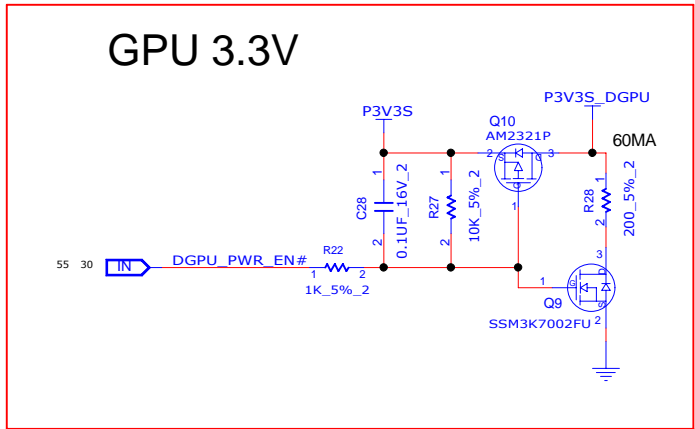 GPU 3.3V
P3V3S
P3V3S_DGPU
Q10
AM2321P
60MA
2
S
D
3
G
1
1
C28
2
0.1UF_16V_2
1
R27
2
10K_5%_2
1
R28
2
200_5%_2
55 30
IN
DGPU_PWR_EN#
R22
1
2
1K_5%_2
3
D
1
G
S
Q9
2
SSM3K7002FU